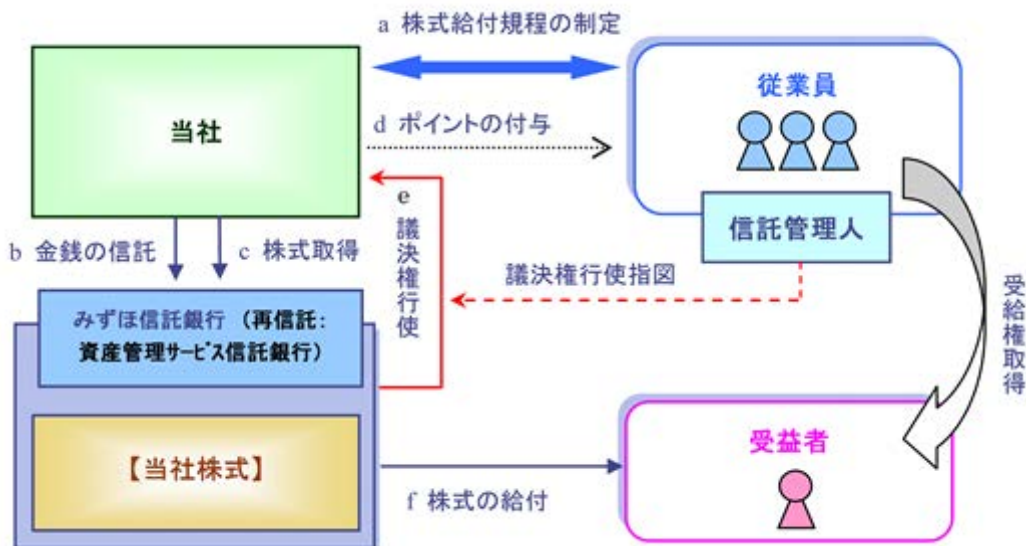 a 株式給付規程の制定
当社
従業員
d ポイントの付与
信託管理人
b 金銭の信託
c 株式取得
e 議決権行使
議決権行使指図
受給権取得
みずほ信託銀行 (再信託:
資産管理サービス信託銀行)
【当社株式】
受益者
f 株式の給付